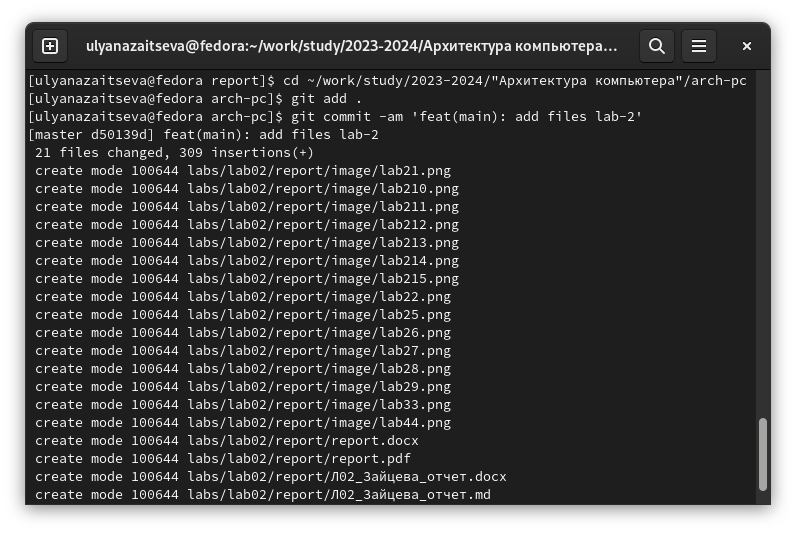 ulyanazaitseva@fedora:~/work/study/2023-2024/Архитектура компьютера...
[ulyanazaitseva@fedora report]$ cd ~/work/study/2023-2024/"Архитектура компьютера"/arch-pc
[ulyanazaitseva@fedora arch-pc]$ git add .
[ulyanazaitseva@fedora arch-pc]$ git commit -am 'feat(main): add files lab-2'
[master d50139d] feat(main): add files lab-2
 21 files changed, 309 insertions(+)
 create mode 100644 labs/lab02/report/image/lab21.png
 create mode 100644 labs/lab02/report/image/lab210.png
 create mode 100644 labs/lab02/report/image/lab211.png
 create mode 100644 labs/lab02/report/image/lab212.png
 create mode 100644 labs/lab02/report/image/lab213.png
 create mode 100644 labs/lab02/report/image/lab214.png
 create mode 100644 labs/lab02/report/image/lab215.png
 create mode 100644 labs/lab02/report/image/lab22.png
 create mode 100644 labs/lab02/report/image/lab25.png
 create mode 100644 labs/lab02/report/image/lab26.png
 create mode 100644 labs/lab02/report/image/lab27.png
 create mode 100644 labs/lab02/report/image/lab28.png
 create mode 100644 labs/lab02/report/image/lab29.png
 create mode 100644 labs/lab02/report/image/lab33.png
 create mode 100644 labs/lab02/report/image/lab44.png
 create mode 100644 labs/lab02/report/report.docx
 create mode 100644 labs/lab02/report/report.pdf
 create mode 100644 labs/lab02/report/Л02_Зайцева_отчет.docx
 create mode 100644 labs/lab02/report/Л02_Зайцева_отчет.md